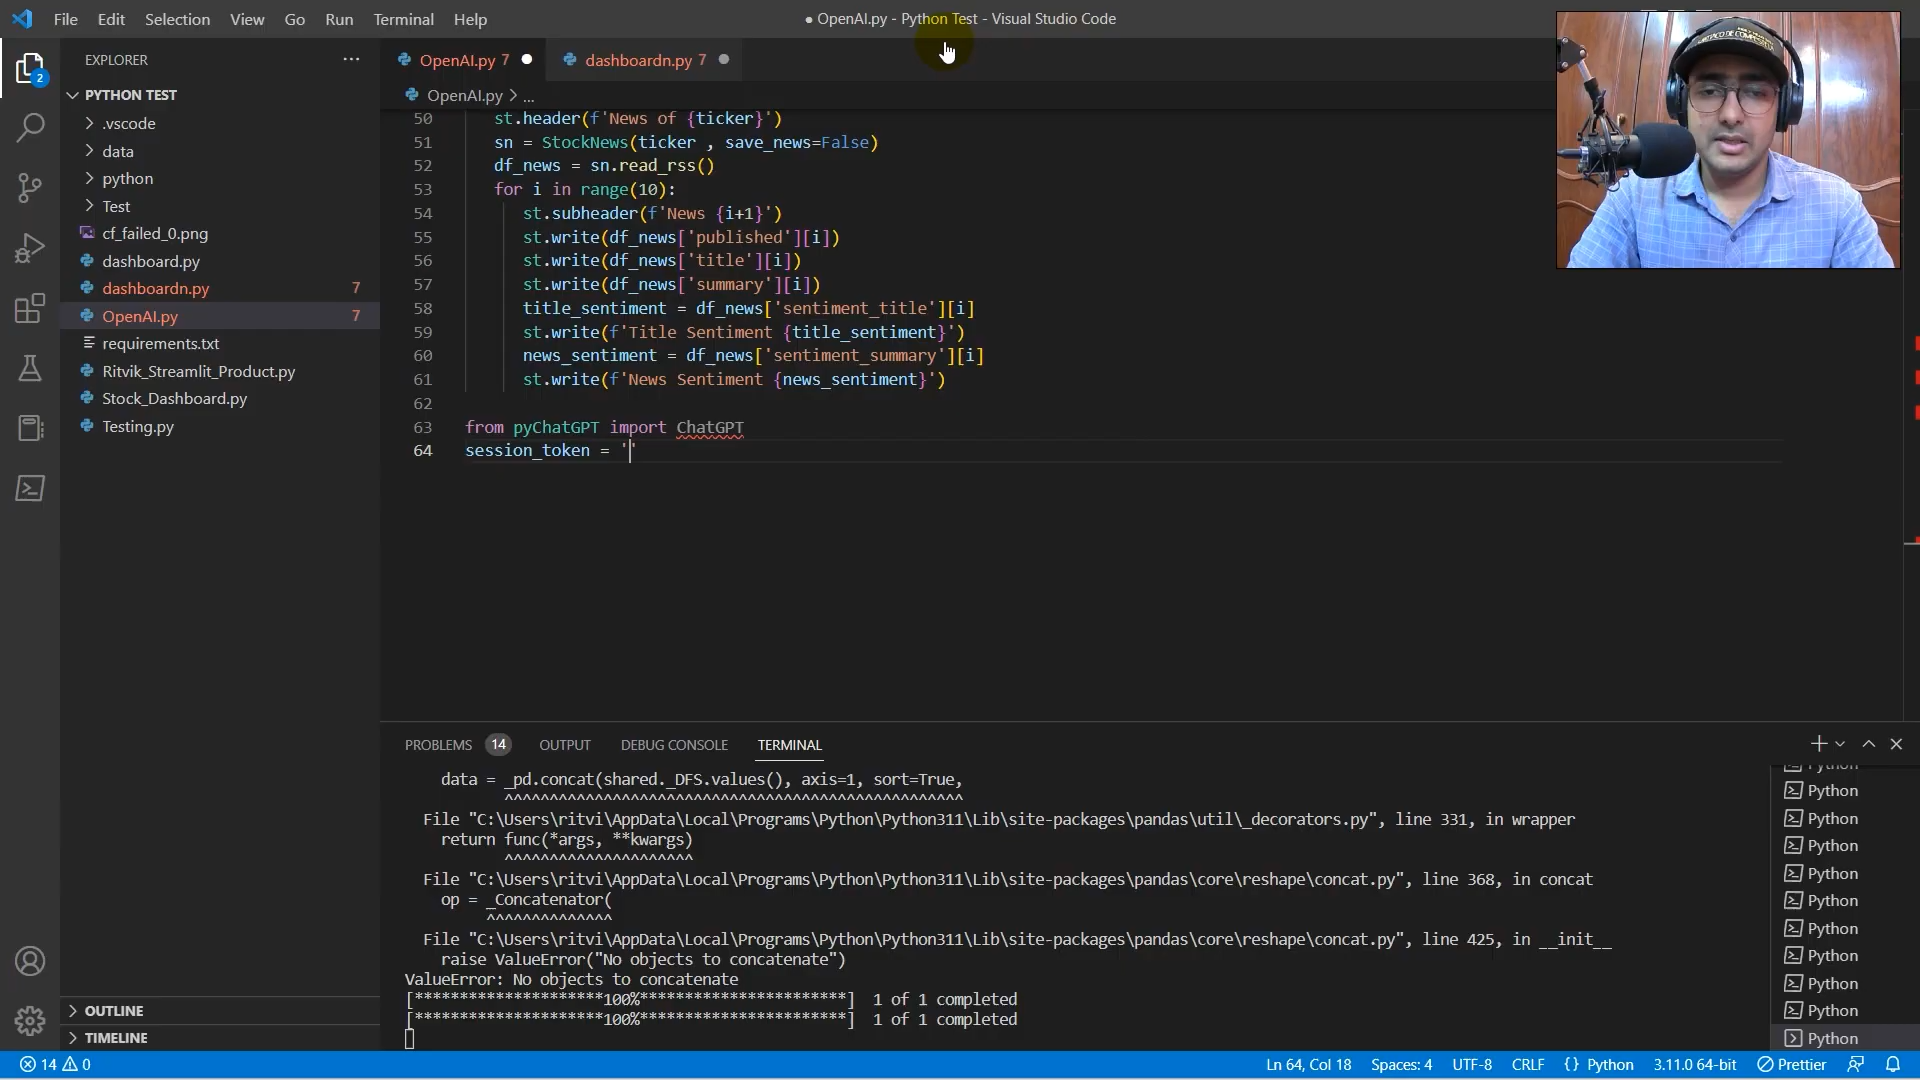 File Edit Selection View Go Run Terminal Help
● OpenAI.py - Python Test - Visual Studio Code
EXPLORER
PYTHON TEST
.vscode
data
python
Test
cf_failed_0.png
dashboard.py
dashboardn.py 7
OpenAI.py 7
requirements.txt
Ritvik_Streamlit_Product.py
Stock_Dashboard.py
Testing.py
OUTLINE
TIMELINE
2
OpenAI.py 7
dashboardn.py 7
OpenAI.py > ...
50 st.header(f'News of {ticker}')
51 sn = StockNews(ticker , save_news=False)
52 df_news = sn.read_rss()
53 for i in range(10):
54 st.subheader(f'News {i+1}')
55 st.write(df_news['published'][i])
56 st.write(df_news['title'][i])
57 st.write(df_news['summary'][i])
58 title_sentiment = df_news['sentiment_title'][i]
59 st.write(f'Title Sentiment {title_sentiment}')
60 news_sentiment = df_news['sentiment_summary'][i]
61 st.write(f'News Sentiment {news_sentiment}')
62
63 from pyChatGPT import ChatGPT
64 session_token = ''
PROBLEMS 14 OUTPUT DEBUG CONSOLE TERMINAL
data = _pd.concat(shared._DFS.values(), axis=1, sort=True,
^^^^^^^^^^^^^^^^^^^^^^^^^^^^^^^^^^^^^^^^^^^^^^^^^^^
File "C:\Users\ritvi\AppData\Local\Programs\Python\Python311\Lib\site-packages\pandas\util\_decorators.py", line 331, in wrapper
return func(*args, **kwargs)
^^^^^^^^^^^^^^^^^^^^^
File "C:\Users\ritvi\AppData\Local\Programs\Python\Python311\Lib\site-packages\pandas\core\reshape\concat.py", line 368, in concat
op = _Concatenator(
^^^^^^^^^^^^^^
File "C:\Users\ritvi\AppData\Local\Programs\Python\Python311\Lib\site-packages\pandas\core\reshape\concat.py", line 425, in __init__
raise ValueError("No objects to concatenate")
ValueError: No objects to concatenate
[*********************100%***********************] 1 of 1 completed
[*********************100%***********************] 1 of 1 completed
Python
Python
Python
Python
Python
Python
Python
Python
Python
Python
Python
14 0
Ln 64, Col 18 Spaces: 4 UTF-8 CRLF {} Python 3.11.0 64-bit Prettier